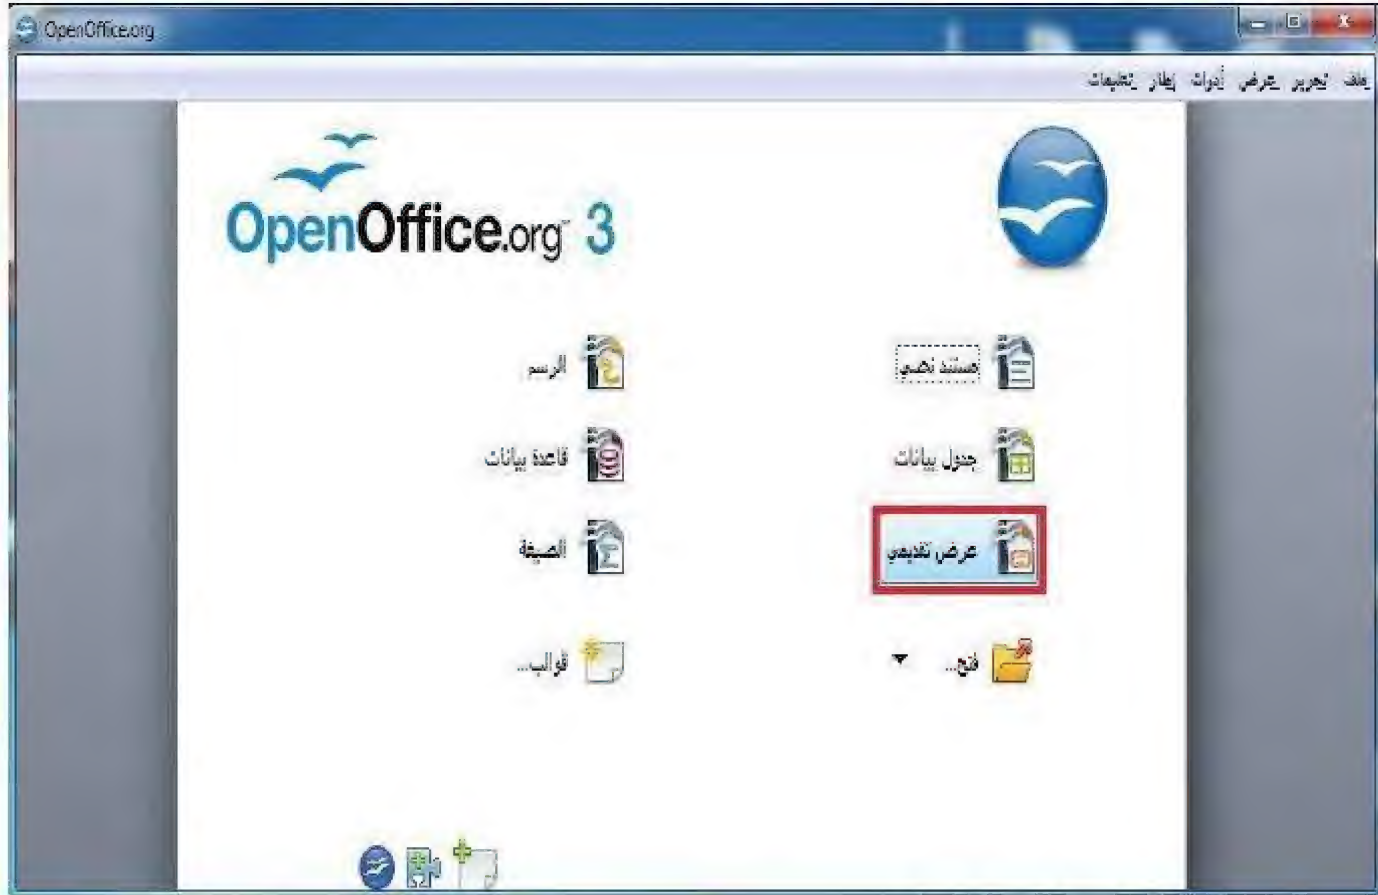 OpenOffice.org
ملف تحرير عرض أدوات إطار تعليمات
OpenOffice.org 3
مستند نصي
الرسم
جدول بيانات
قاعدة بيانات
عرض تقديمي
الصيغة
فتح...
قوالب...